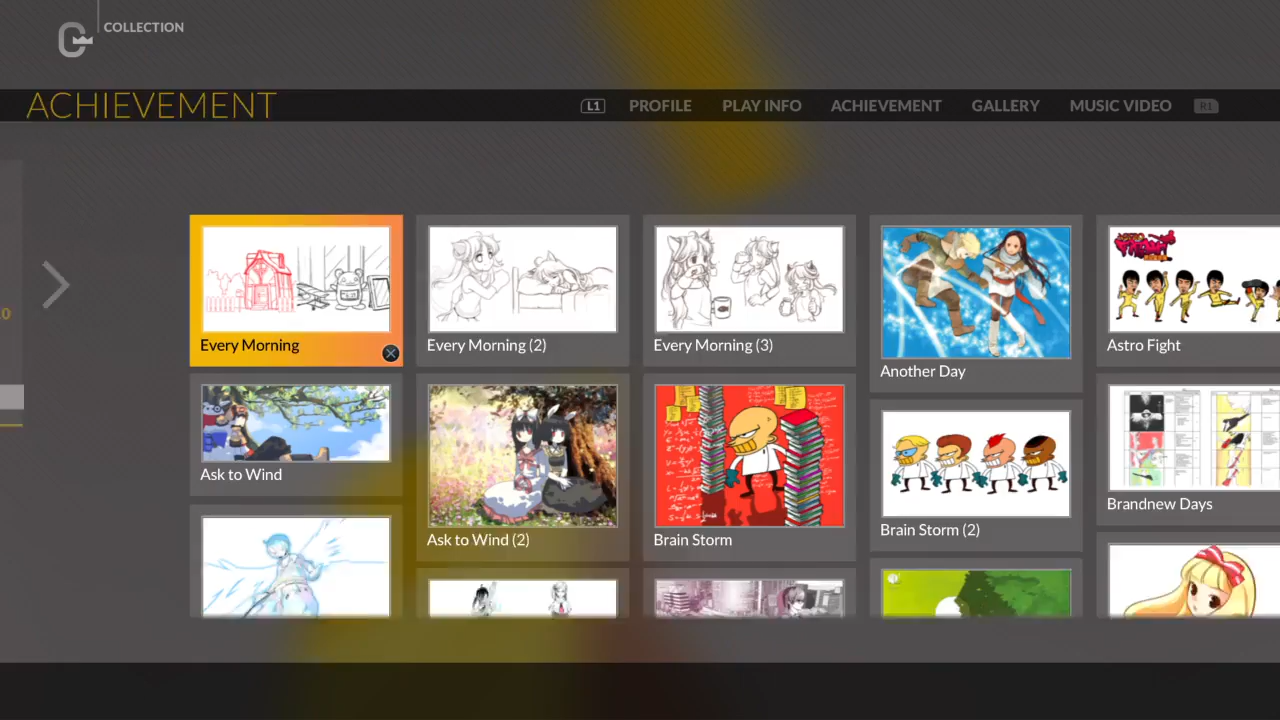 COLLECTION
ACHIEVEMENT
L1 PROFILE PLAY INFO ACHIEVEMENT GALLERY MUSIC VIDEO R1
Every Morning
Every Morning (2)
Every Morning (3)
Another Day
Astro Fight
Ask to Wind
Ask to Wind (2)
Brain Storm
Brain Storm (2)
Brandnew Days